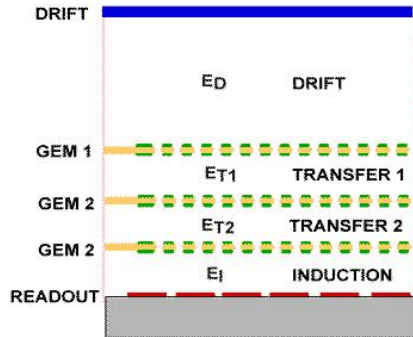 DRIFT
ED DRIFT
GEM 1
ET1 TRANSFER 1
GEM 2
ET2 TRANSFER 2
GEM 2
EI INDUCTION
READOUT